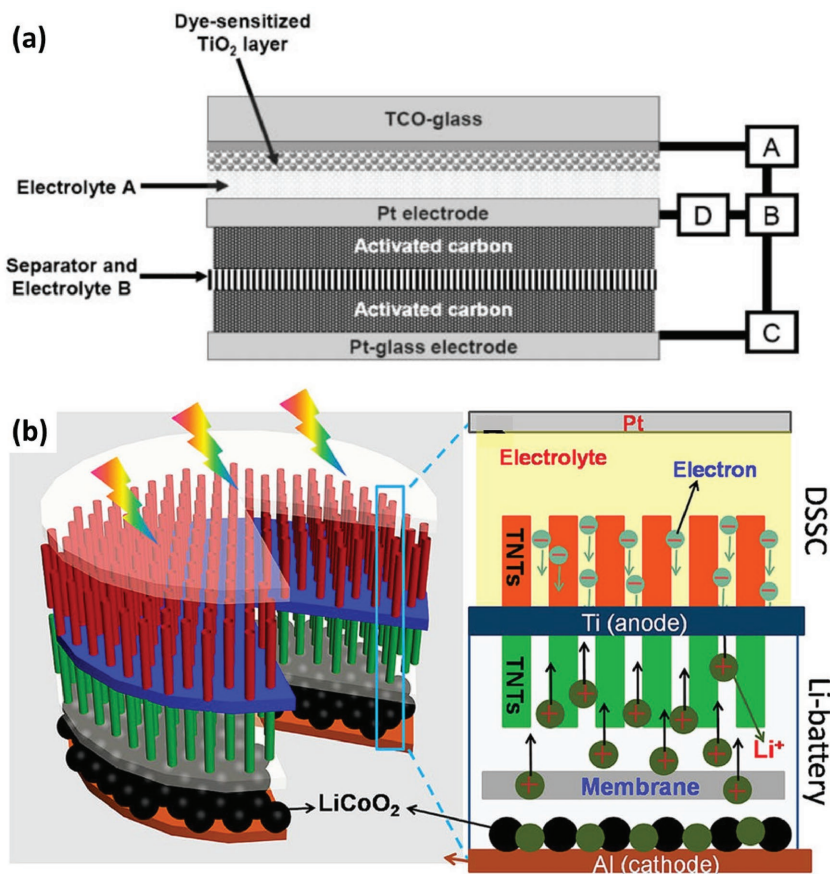 (a)
Dye-sensitized
TiO₂ layer
TCO-glass
A
Electrolyte A
Pt electrode
D
B
Activated carbon
Separator and
Electrolyte B
Activated carbon
C
Pt-glass electrode
(b)
Pt
Electrolyte
Electron
DSSC
TNTs
Ti (anode)
TNTs
Li-battery
Li⁺
Membrane
LiCoO₂
Al (cathode)